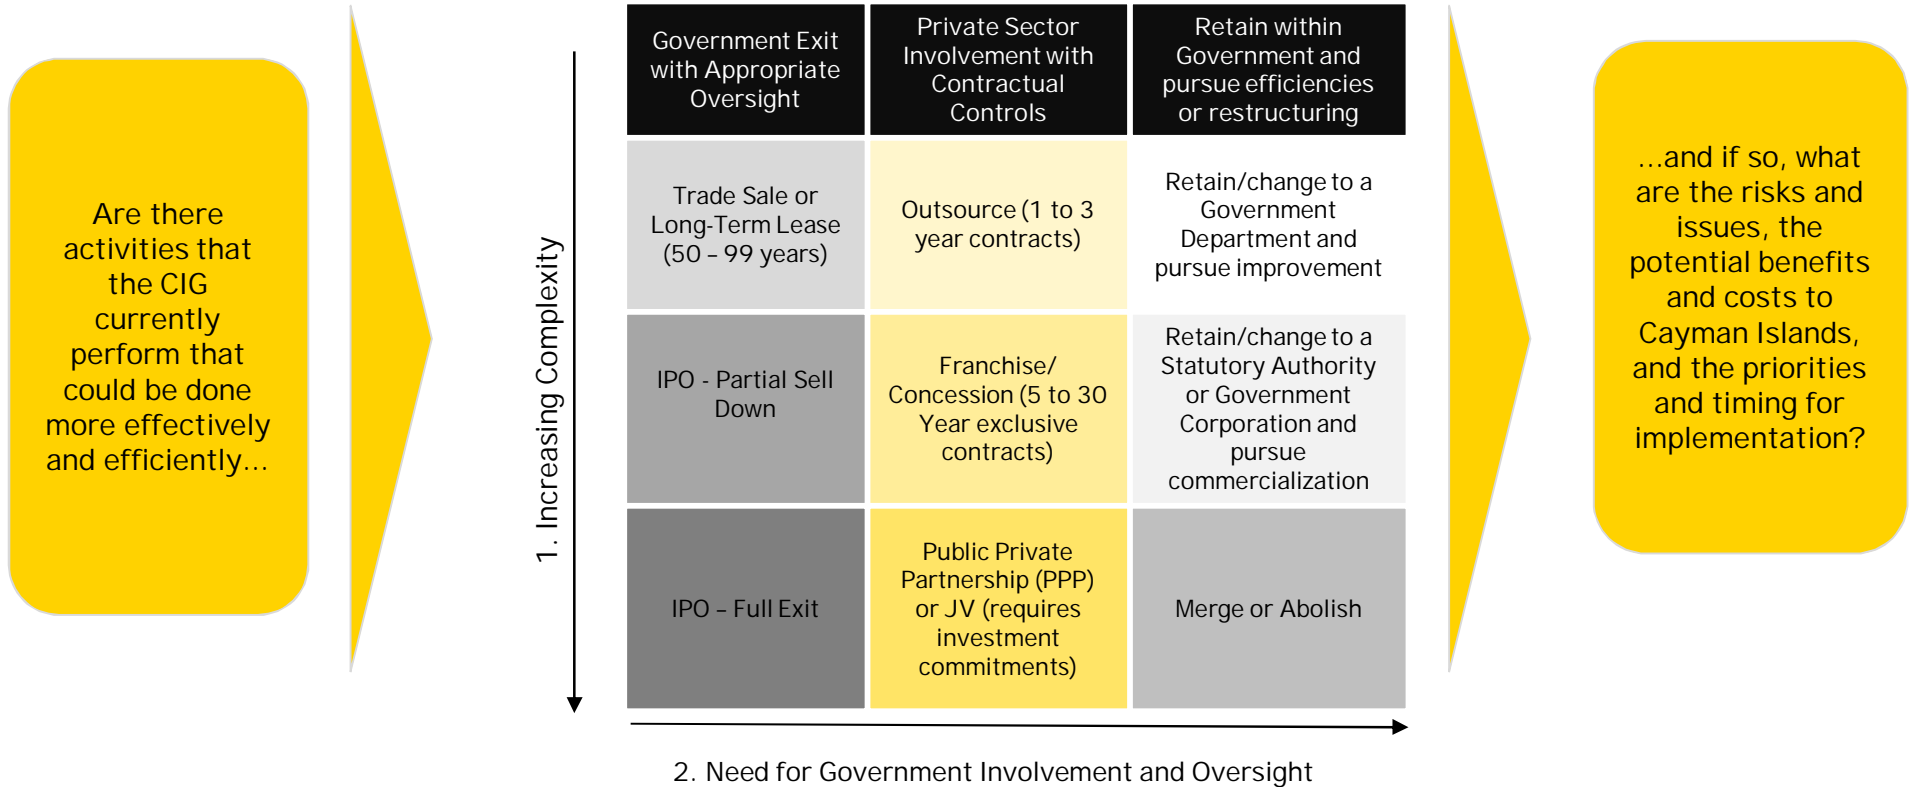 Are there
activities that
the CIG
currently
perform that
could be done
more effectively
and efficiently…
1. Increasing Complexity
Government Exit
with Appropriate
Oversight
Private Sector
Involvement with
Contractual
Controls
Retain within
Government and
pursue efficiencies
or restructuring
Trade Sale or
Long-Term Lease
(50 – 99 years)
Outsource (1 to 3
year contracts)
Retain/change to a
Government
Department and
pursue improvement
IPO - Partial Sell
Down
Franchise/
Concession (5 to 30
Year exclusive
contracts)
Retain/change to a
Statutory Authority
or Government
Corporation and
pursue
commercialization
IPO – Full Exit
Public Private
Partnership (PPP)
or JV (requires
investment
commitments)
Merge or Abolish
2. Need for Government Involvement and Oversight
…and if so, what
are the risks and
issues, the
potential benefits
and costs to
Cayman Islands,
and the priorities
and timing for
implementation?